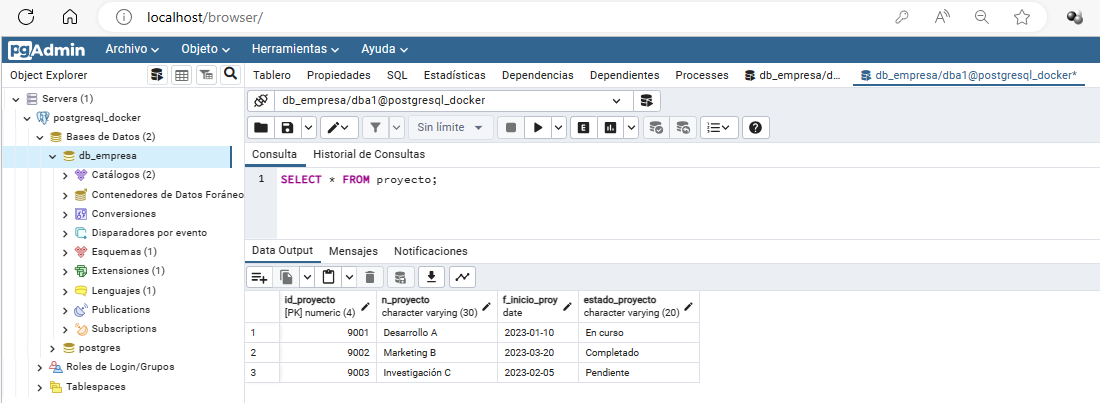 localhost/browser/
pgAdmin Archivo Objeto Herramientas Ayuda
Object Explorer
Tablero Propiedades SQL Estadísticas Dependencias Dependientes Processes db_empresa/d... db_empresa/dba1@postgresql_docker*
Servers (1)
postgresql_docker
Bases de Datos (2)
db_empresa
Catálogos (2)
Contenedores de Datos Foráneo
Conversiones
Disparadores por evento
Esquemas (1)
Extensiones (1)
Lenguajes (1)
Publications
Subscriptions
postgres
Roles de Login/Grupos
Tablespaces
db_empresa/dba1@postgresql_docker
Sin límite
E
Consulta Historial de Consultas
1 SELECT * FROM proyecto;
Data Output Mensajes Notificaciones
id_proyecto n_proyecto f_inicio_proy estado_proyecto
[PK] numeric (4) character varying (30) date character varying (20)
1 9001 Desarrollo A 2023-01-10 En curso
2 9002 Marketing B 2023-03-20 Completado
3 9003 Investigación C 2023-02-05 Pendiente